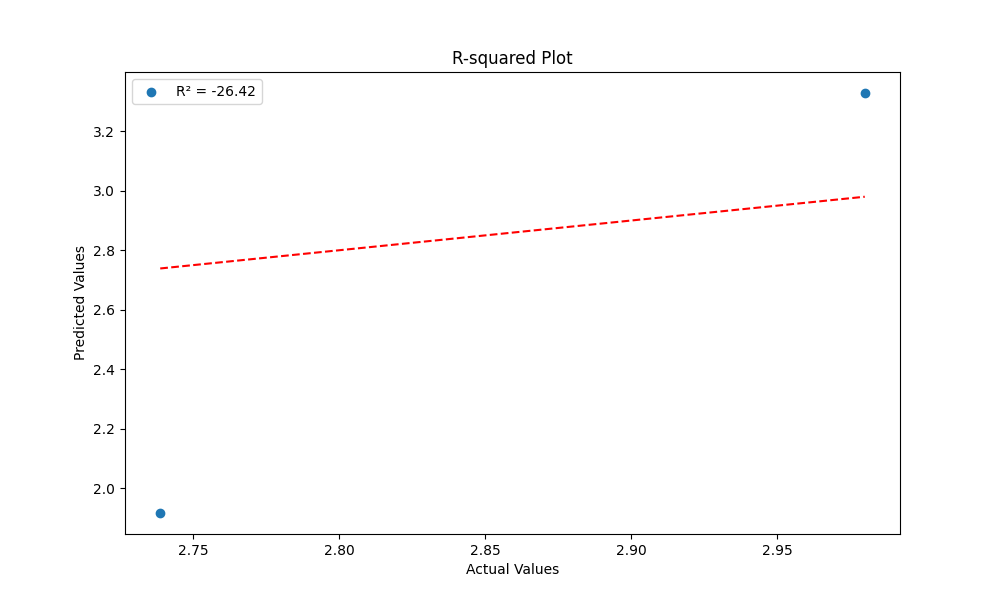 R-squared Plot
R² = -26.42
3.2
3.0
2.8
2.6
2.4
2.2
2.0
Predicted Values
2.75 2.80 2.85 2.90 2.95
Actual Values